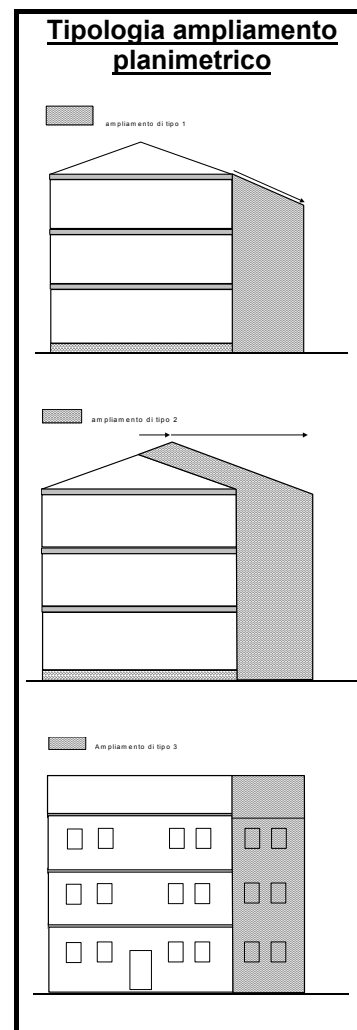 Tipologia ampliamento
planimetrico
ampliamento di tipo 1
ampliamento di tipo 2
Ampliamento di tipo 3